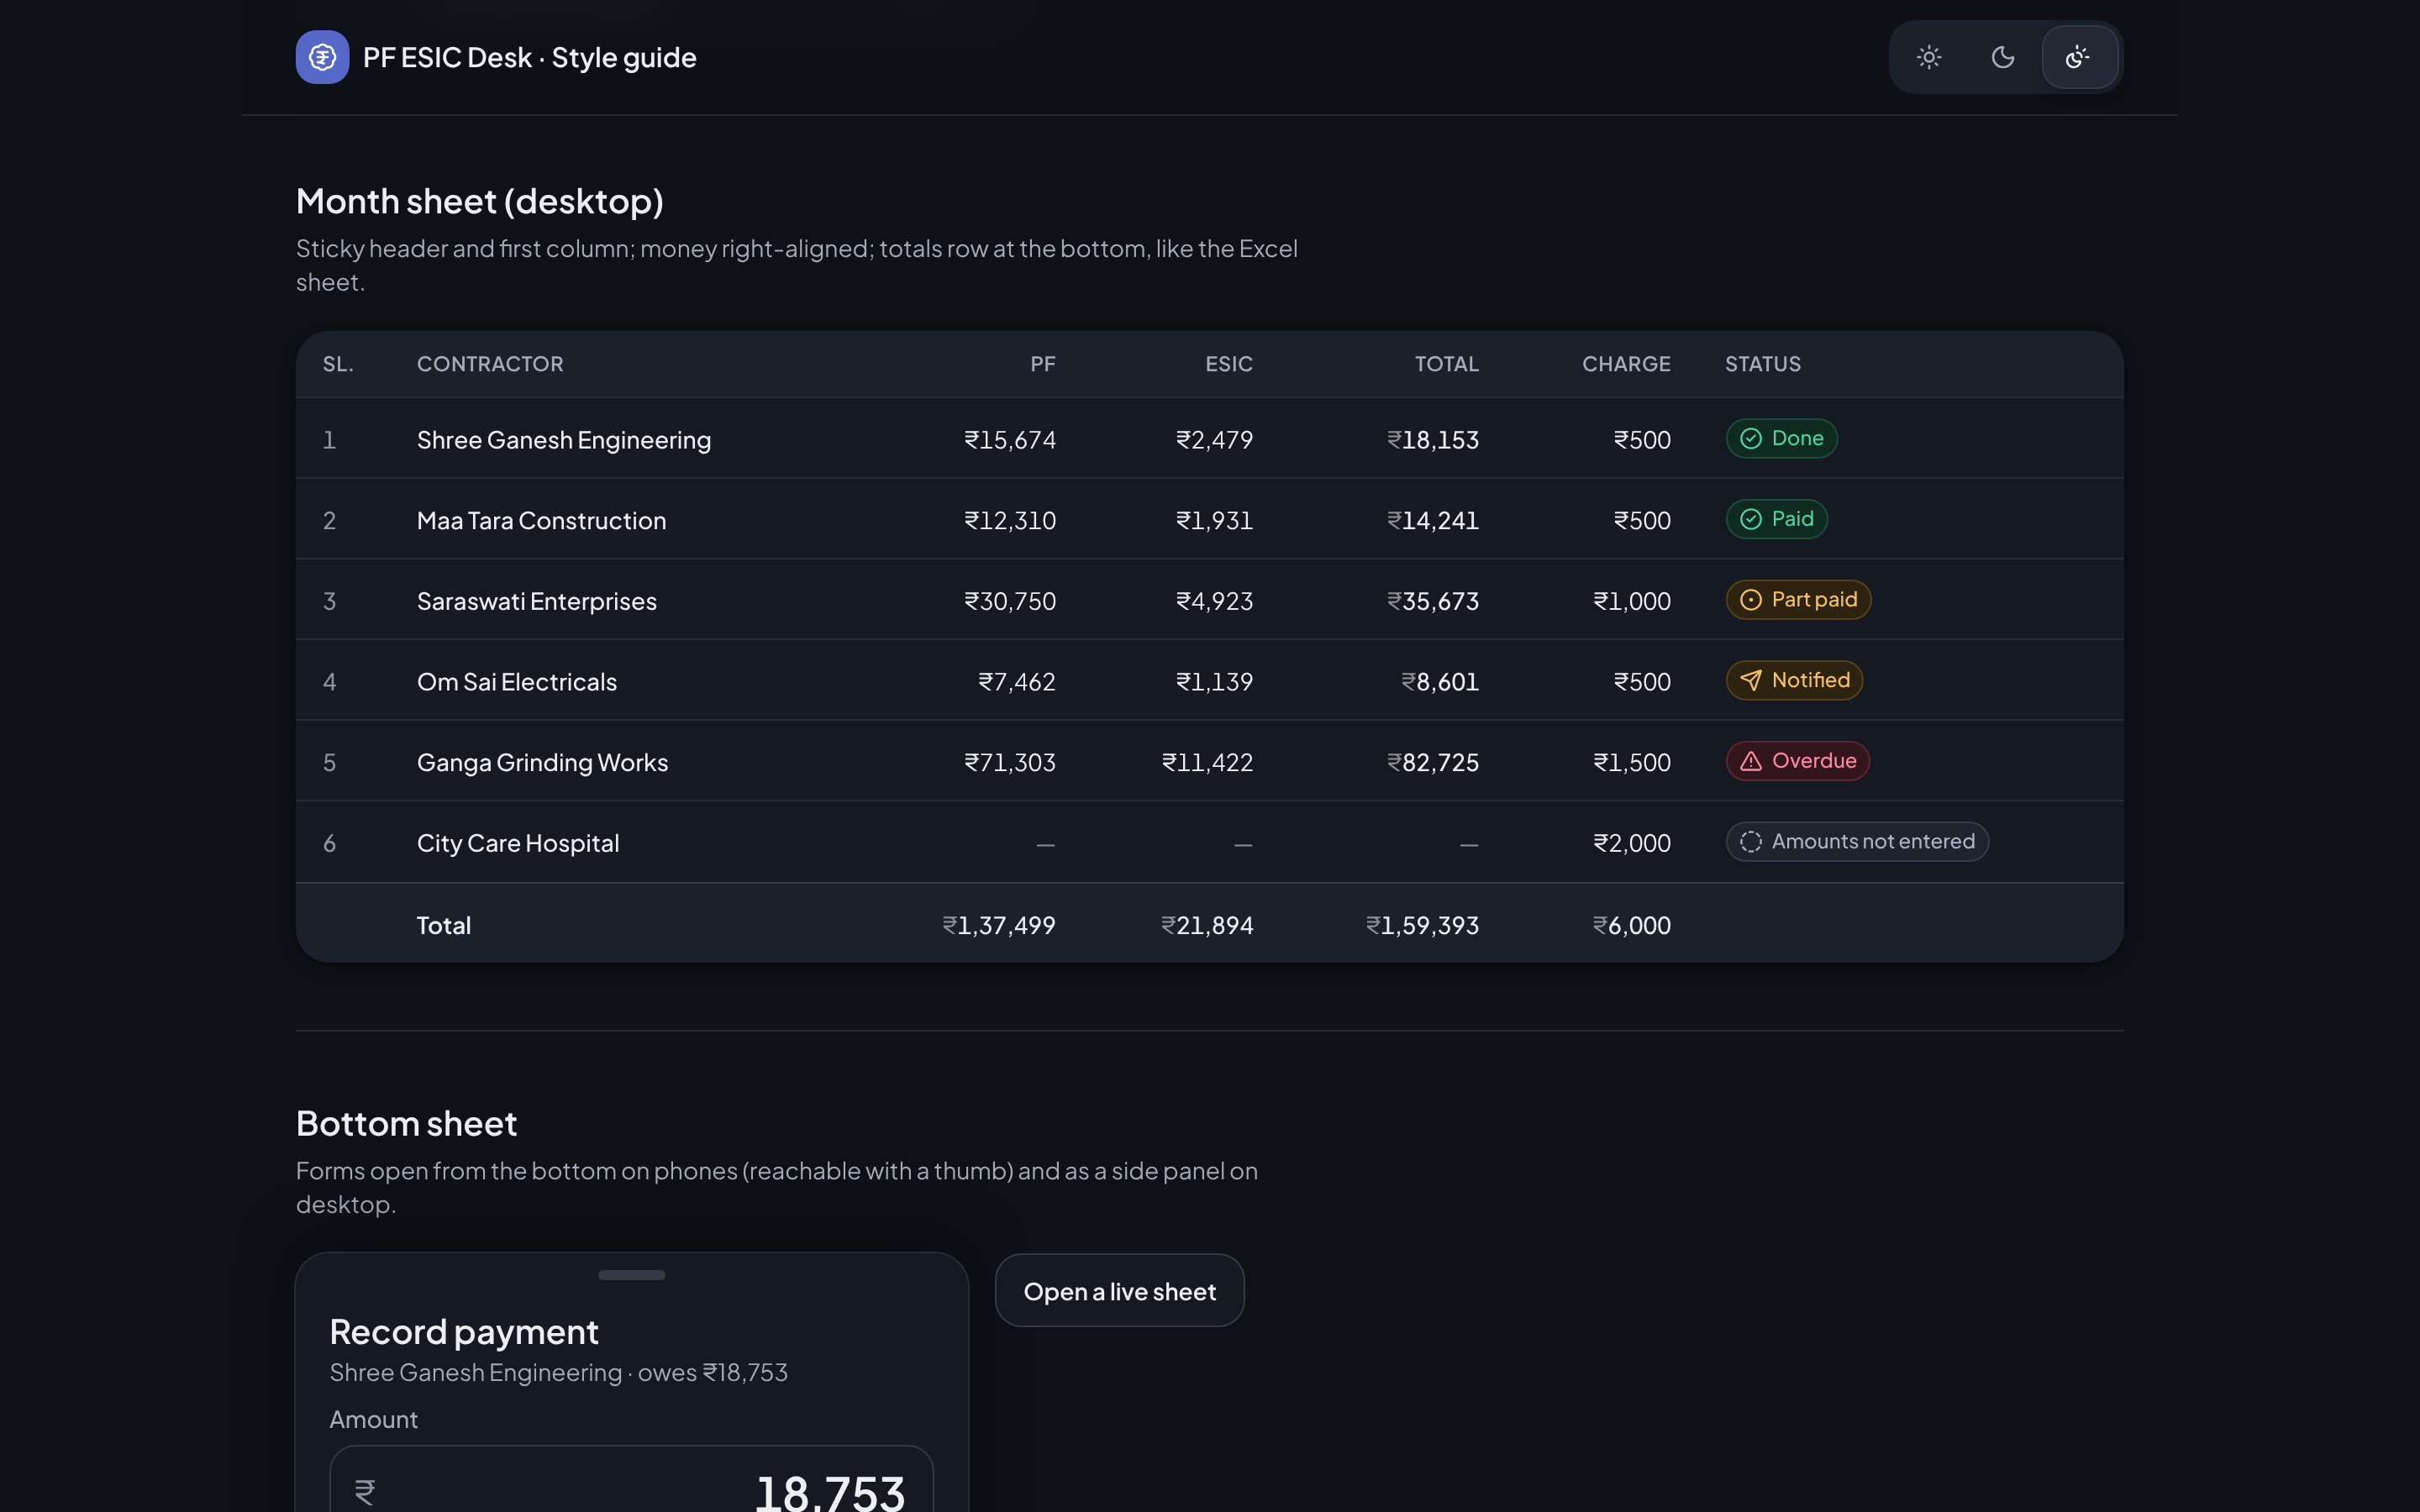 PF ESIC Desk · Style guide
Month sheet (desktop)
Sticky header and first column; money right-aligned; totals row at the bottom, like the Excel
sheet.
SL. CONTRACTOR PF ESIC TOTAL CHARGE STATUS
1 Shree Ganesh Engineering ₹15,674 ₹2,479 ₹18,153 ₹500 Done
2 Maa Tara Construction ₹12,310 ₹1,931 ₹14,241 ₹500 Paid
3 Saraswati Enterprises ₹30,750 ₹4,923 ₹35,673 ₹1,000 Part paid
4 Om Sai Electricals ₹7,462 ₹1,139 ₹8,601 ₹500 Notified
5 Ganga Grinding Works ₹71,303 ₹11,422 ₹82,725 ₹1,500 Overdue
6 City Care Hospital — — — ₹2,000 Amounts not entered
Total ₹1,37,499 ₹21,894 ₹1,59,393 ₹6,000
Bottom sheet
Forms open from the bottom on phones (reachable with a thumb) and as a side panel on
desktop.
Open a live sheet
Record payment
Shree Ganesh Engineering · owes ₹18,753
Amount
₹ 18,753